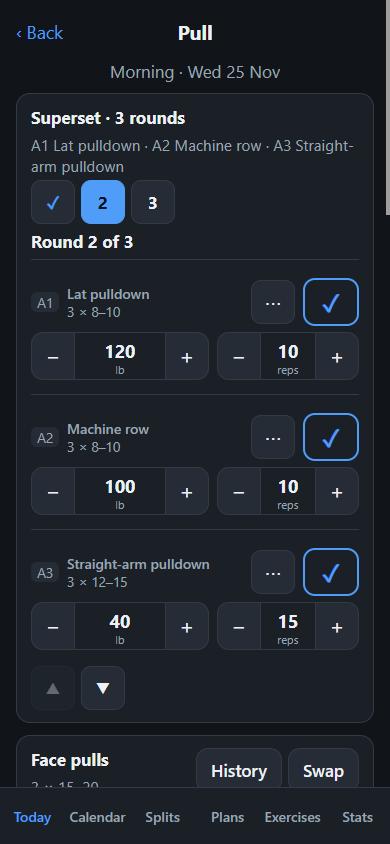 ‹ Back
Pull
Morning · Wed 25 Nov
Superset · 3 rounds
A1 Lat pulldown · A2 Machine row · A3 Straight-
arm pulldown
✓ 2 3
Round 2 of 3
A1 Lat pulldown ... ✓
3 × 8–10
− 120 lb + − 10 reps +
A2 Machine row ... ✓
3 × 8–10
− 100 lb + − 10 reps +
A3 Straight-arm pulldown ... ✓
3 × 12–15
− 40 lb + − 15 reps +
▲ ▼
Face pulls
History Swap
3 × 15–20
Today Calendar Splits Plans Exercises Stats